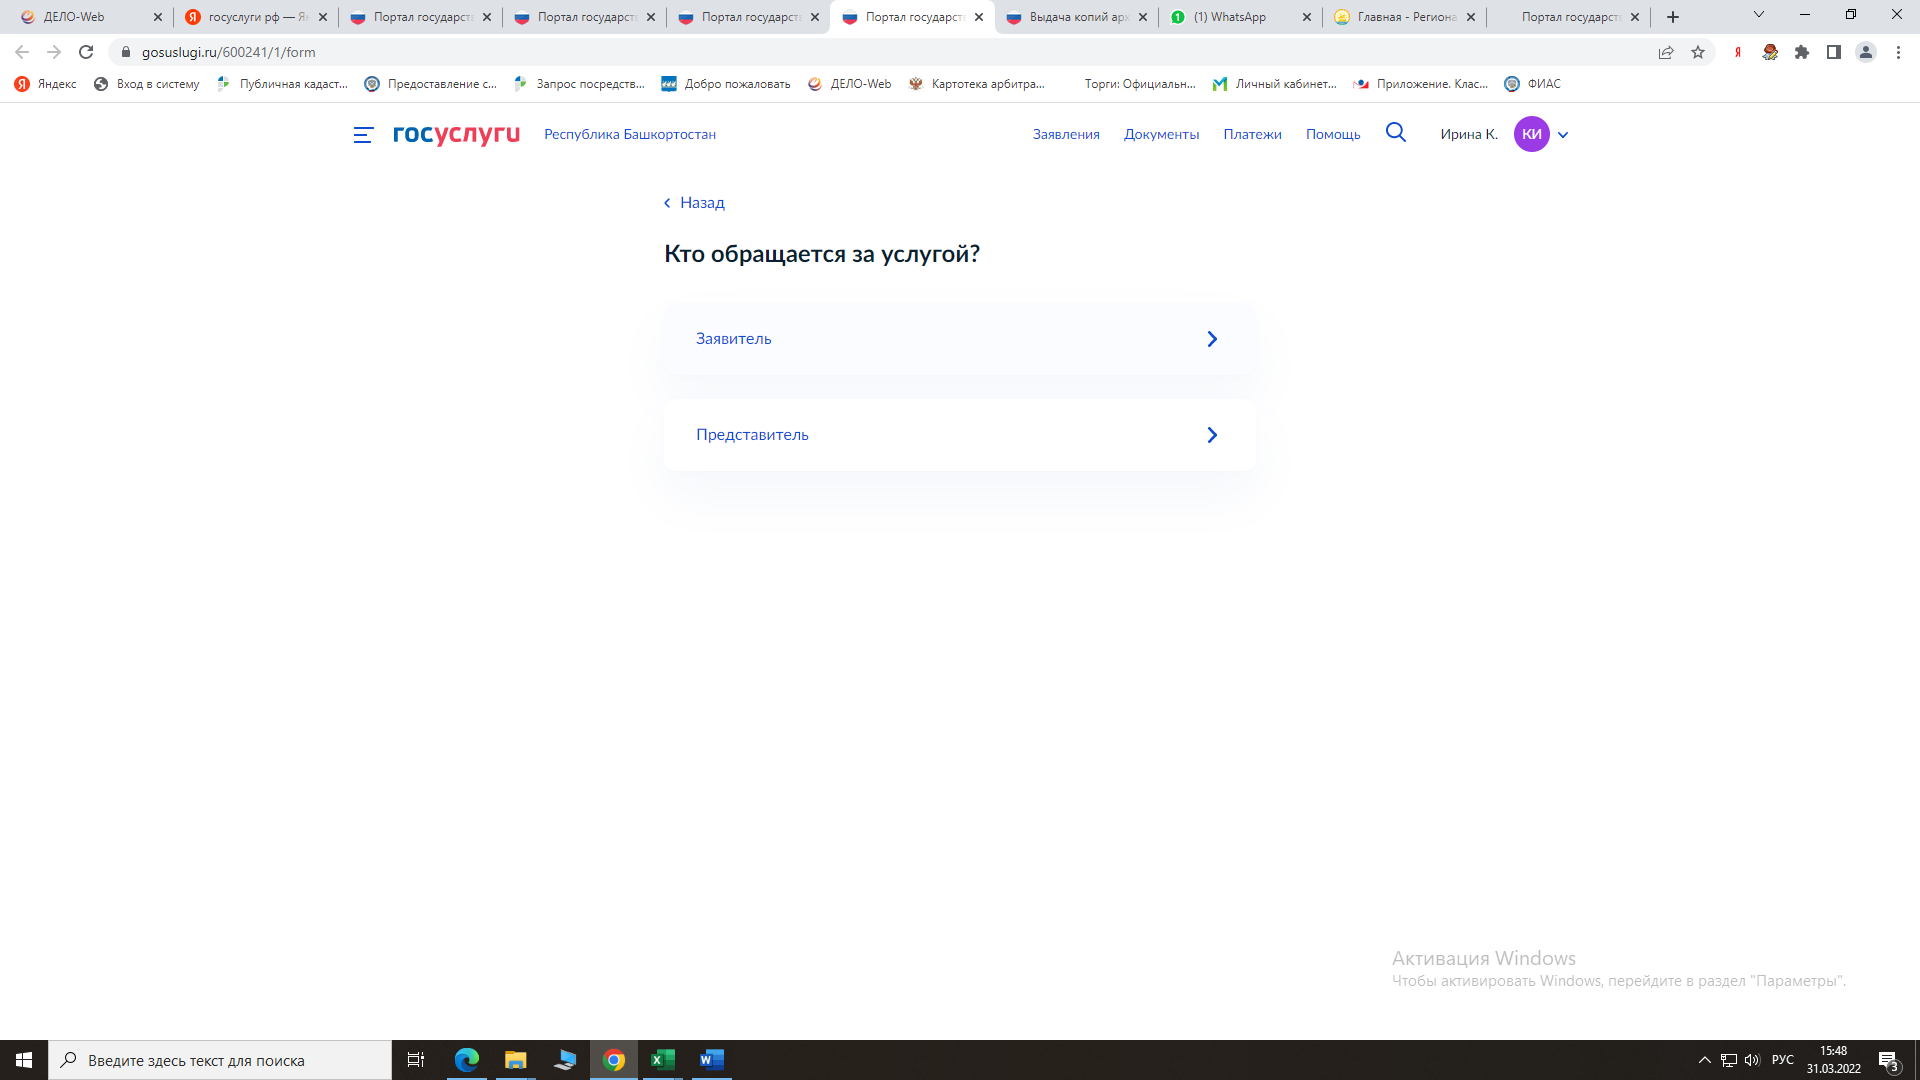 ДЕЛО-Web
госуслуги рф — Я
Портал государст
Портал государст
Портал государст
Портал государст
Выдача копий арх
(1) WhatsApp
Главная - Региона
Портал государст
gosuslugi.ru/600241/1/form
Яндекс
Вход в систему
Публичная кадаст...
Предоставление с...
Запрос посредств...
Добро пожаловать
ДЕЛО-Web
Картотека арбитра...
Торги: Официальн...
Личный кабинет...
Приложение. Клас...
ФИАС
госуслуги
Республика Башкортостан
Заявления
Документы
Платежи
Помощь
Ирина К.
КИ
Назад
Кто обращается за услугой?
Заявитель
Представитель
Активация Windows
Чтобы активировать Windows, перейдите в раздел "Параметры".
Введите здесь текст для поиска
РУС
15:48
31.03.2022
3